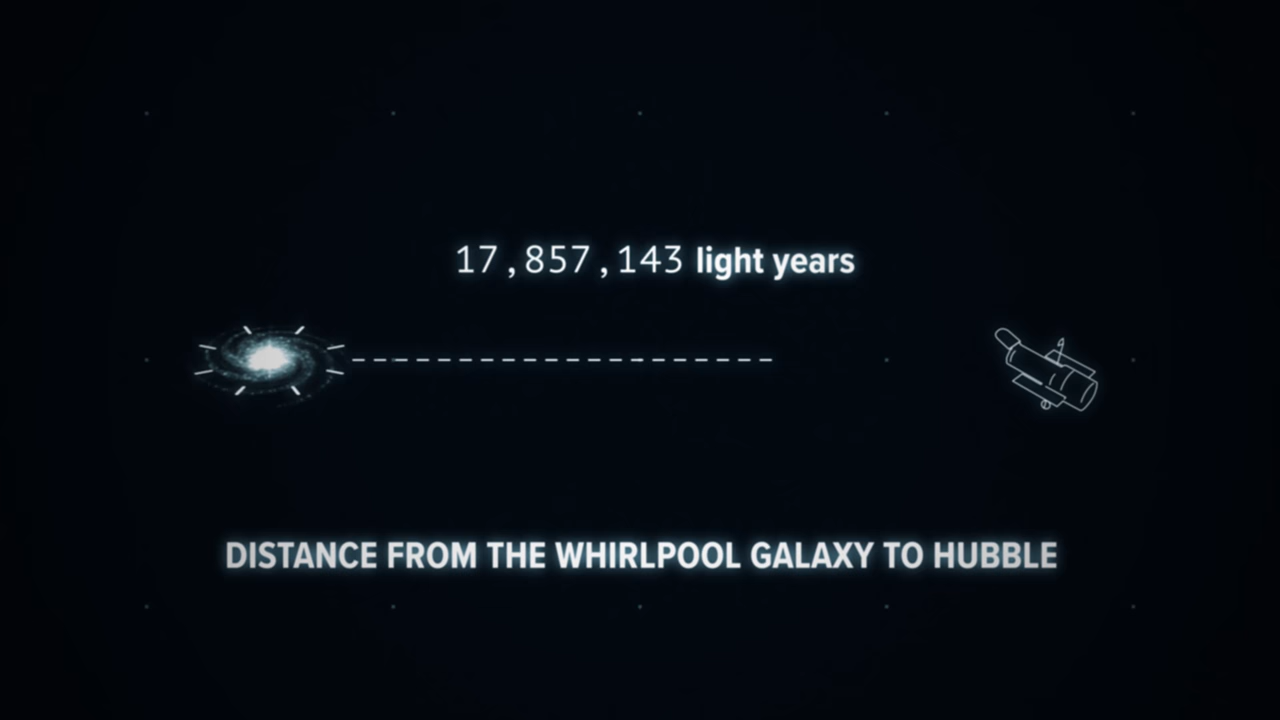 17,857,143 light years
DISTANCE FROM THE WHIRLPOOL GALAXY TO HUBBLE